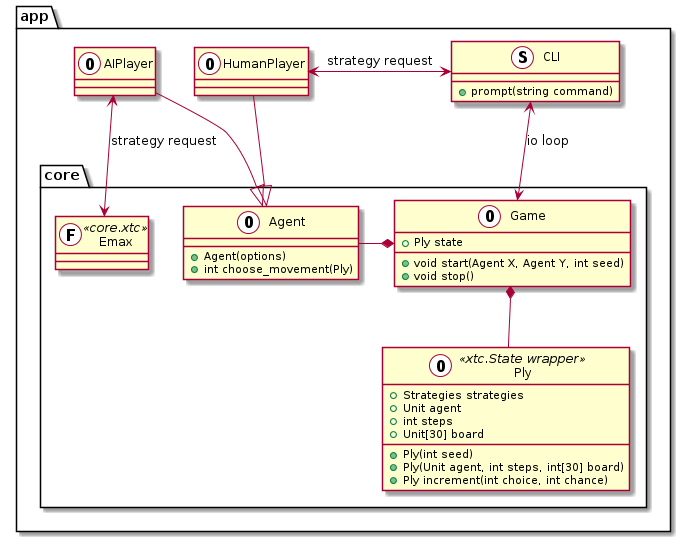 app
O AIPlayer
O HumanPlayer
strategy request
S CLI
prompt(string command)
strategy request
io loop
core
F «core.xtc»
Emax
O Agent
Agent(options)
int choose_movement(Ply)
O Game
Ply state
void start(Agent X, Agent Y, int seed)
void stop()
O «xtc.State wrapper»
Ply
Strategies strategies
Unit agent
int steps
Unit[30] board
Ply(int seed)
Ply(Unit agent, int steps, int[30] board)
Ply increment(int choice, int chance)